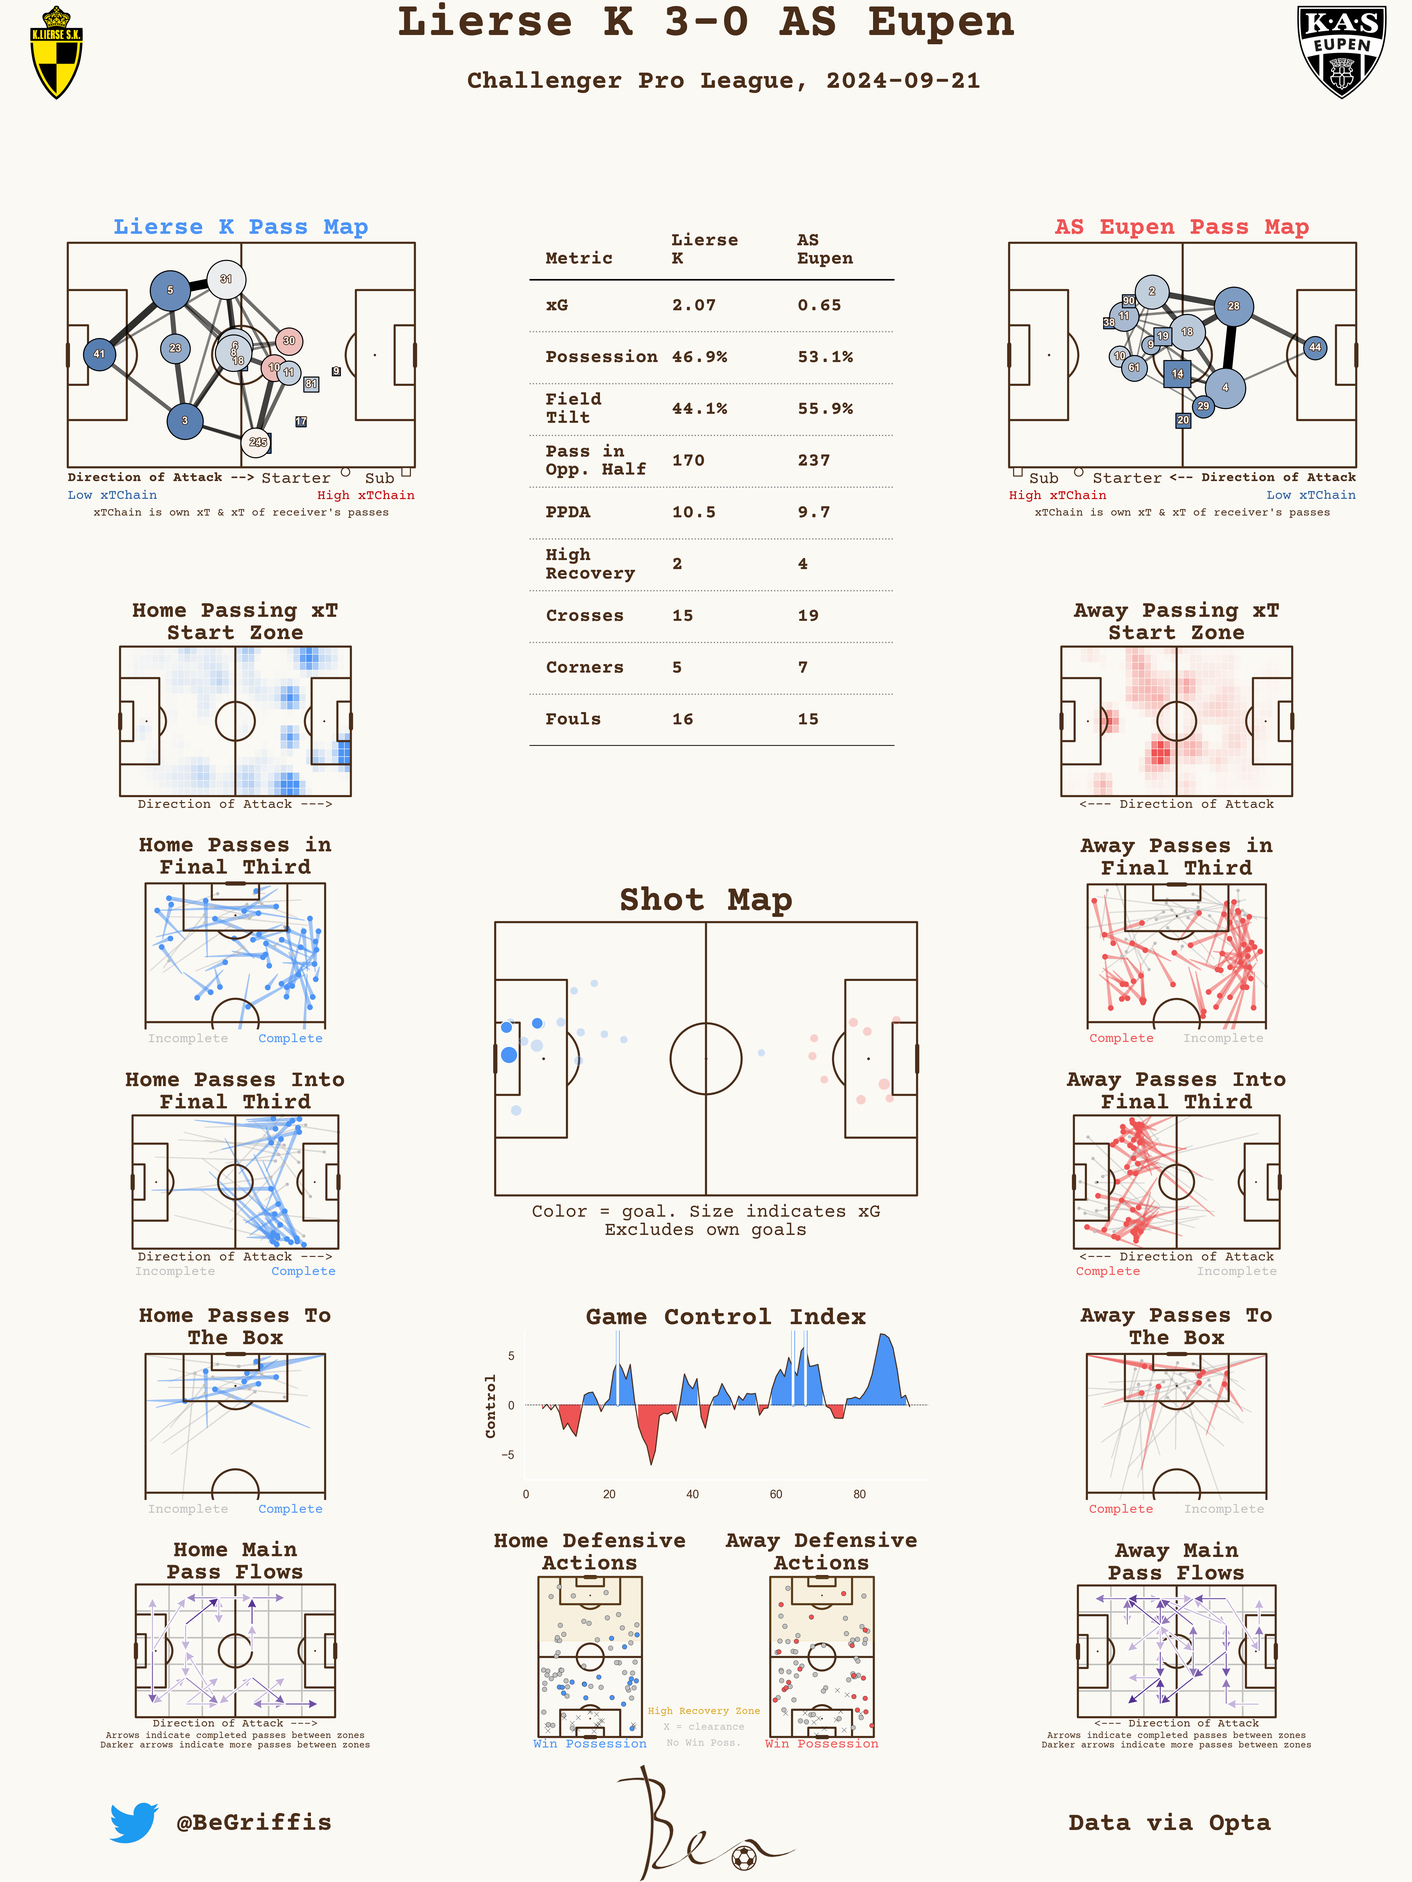 Lierse K 3-0 AS Eupen
Challenger Pro League, 2024-09-21
K.LIERSE S.K.
K·A·S
EUPEN
Lierse K Pass Map
5
31
41
23
6
8
18
30
10
11
81
9
3
17
Direction of Attack --> Starter Sub
Low xTChain High xTChain
xTChain is own xT & xT of receiver's passes
Metric Lierse K AS Eupen
xG 2.07 0.65
Possession 46.9% 53.1%
Field Tilt 44.1% 55.9%
Pass in Opp. Half 170 237
PPDA 10.5 9.7
High Recovery 2 4
Crosses 15 19
Corners 5 7
Fouls 16 15
AS Eupen Pass Map
2
90
11
38
28
18
19
9
10
61
14
44
4
29
20
Sub Starter <-- Direction of Attack
High xTChain Low xTChain
xTChain is own xT & xT of receiver's passes
Home Passing xT
Start Zone
Direction of Attack --->
Away Passing xT
Start Zone
<--- Direction of Attack
Home Passes in
Final Third
Incomplete Complete
Away Passes in
Final Third
Complete Incomplete
Shot Map
Color = goal. Size indicates xG
Excludes own goals
Home Passes Into
Final Third
Direction of Attack --->
Incomplete Complete
Away Passes Into
Final Third
<--- Direction of Attack
Complete Incomplete
Home Passes To
The Box
Incomplete Complete
Game Control Index
Control
5
0
−5
0 20 40 60 80
Away Passes To
The Box
Complete Incomplete
Home Main
Pass Flows
Direction of Attack --->
Arrows indicate completed passes between zones
Darker arrows indicate more passes between zones
Home Defensive
Actions
Win Possession
High Recovery Zone
X = clearance
No Win Poss.
Away Defensive
Actions
Win Possession
Away Main
Pass Flows
<--- Direction of Attack
Arrows indicate completed passes between zones
Darker arrows indicate more passes between zones
@BeGriffis
Ben
Data via Opta